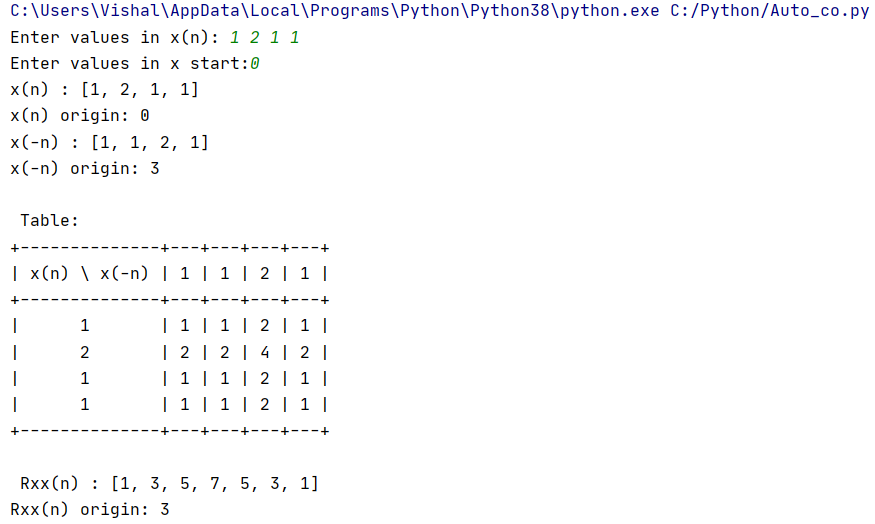 C:\Users\Vishal\AppData\Local\Programs\Python\Python38\python.exe C:/Python/Auto_co.py
Enter values in x(n): 1 2 1 1
Enter values in x start:0
x(n) : [1, 2, 1, 1]
x(n) origin: 0
x(-n) : [1, 1, 2, 1]
x(-n) origin: 3
Table:
+--------------+---+---+---+---+
| x(n) \ x(-n) | 1 | 1 | 2 | 1 |
+--------------+---+---+---+---+
|      1       | 1 | 1 | 2 | 1 |
|      2       | 2 | 2 | 4 | 2 |
|      1       | 1 | 1 | 2 | 1 |
|      1       | 1 | 1 | 2 | 1 |
+--------------+---+---+---+---+
Rxx(n) : [1, 3, 5, 7, 5, 3, 1]
Rxx(n) origin: 3